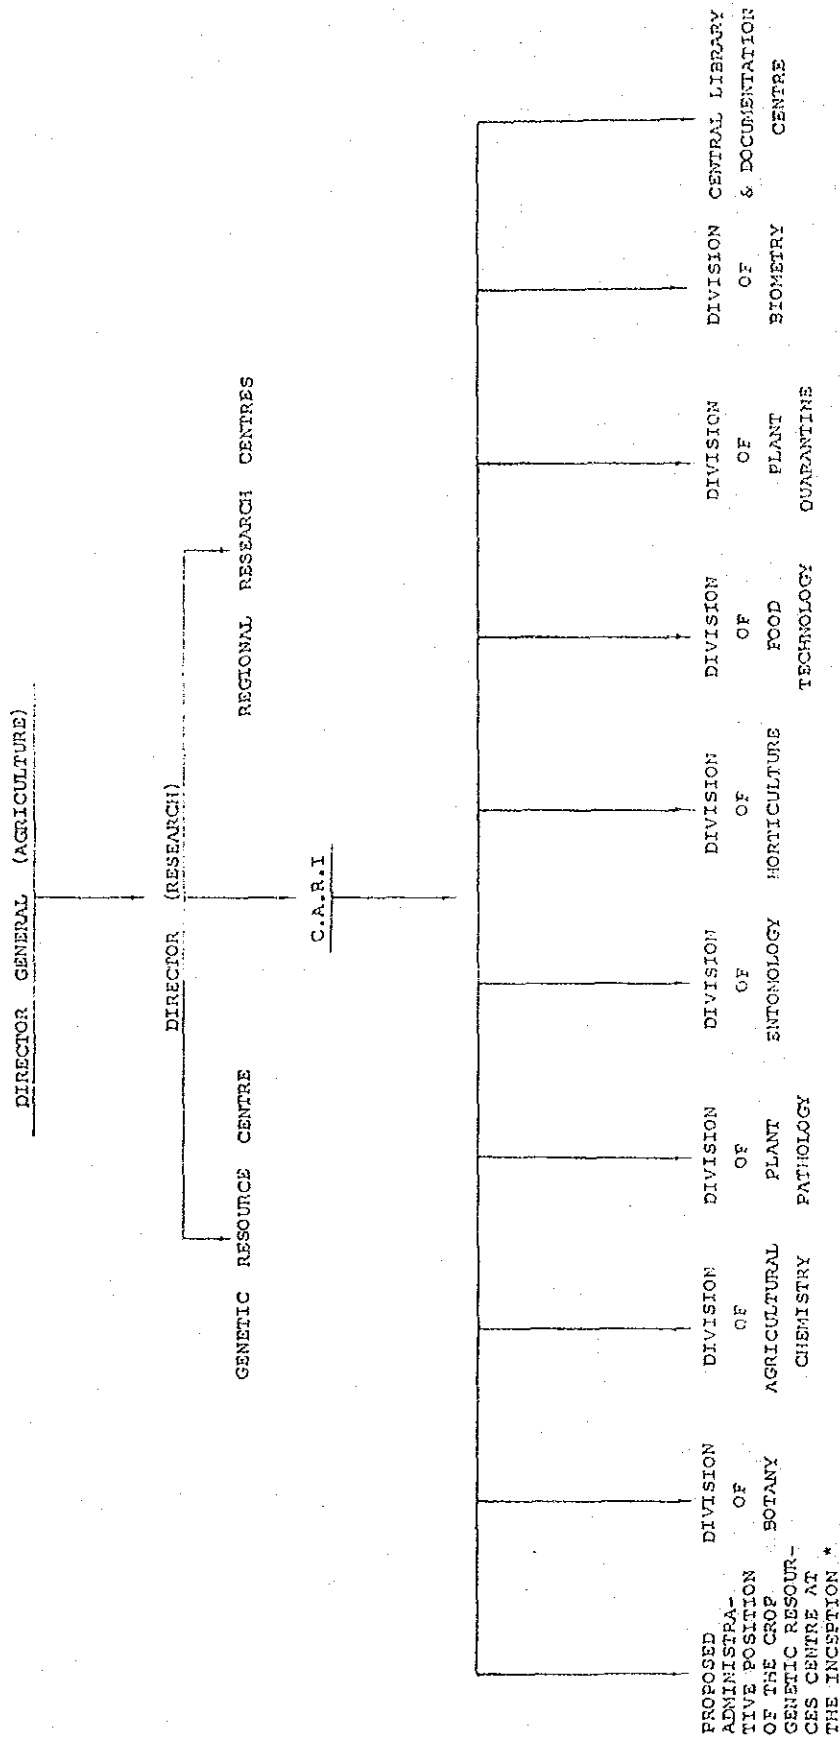 DIRECTOR GENERAL (AGRICULTURE)
DIRECTOR (RESEARCH)
GENETIC RESOURCE CENTRE
REGIONAL RESEARCH CENTRES
C.A.R.I
PROPOSED
ADMINISTRA-
TIVE POSITION
OF THE CROP
GENETIC RESOUR-
CES CENTRE AT
THE INCEPTION *
DIVISION
OF
BOTANY
DIVISION
OF
AGRICULTURAL
CHEMISTRY
DIVISION
OF
PLANT
PATHOLOGY
DIVISION
OF
ENTOMOLOGY
DIVISION
OF
HORTICULTURE
DIVISION
OF
FOOD
TECHNOLOGY
DIVISION
OF
PLANT
QUARANTINE
DIVISION
OF
BIOMETRY
CENTRAL LIBRARY
& DOCUMENTATION
CENTRE